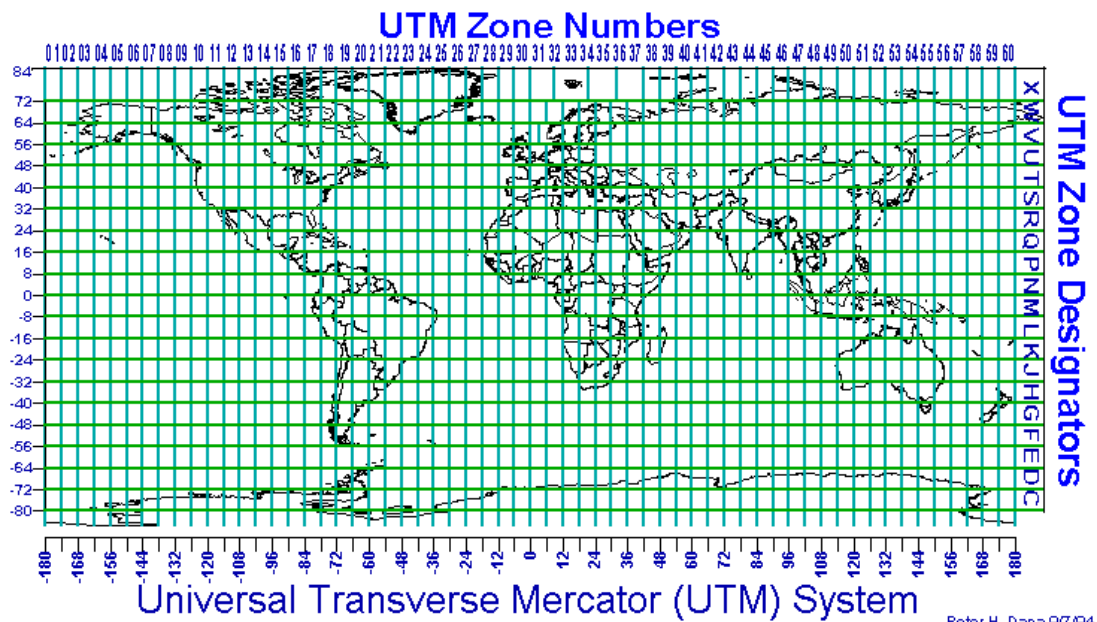 UTM Zone Numbers
01 02 03 04 05 06 07 08 09 10 11 12 13 14 15 16 17 18 19 20 21 22 23 24 25 26 27 28 29 30 31 32 33 34 35 36 37 38 39 40 41 42 43 44 45 46 47 48 49 50 51 52 53 54 55 56 57 58 59 60
84
72
64
56
48
40
32
24
16
8
0
-8
-16
-24
-32
-40
-48
-56
-64
-72
-80
X
W
V
U
T
S
R
Q
P
N
M
L
K
J
H
G
F
E
D
C
UTM Zone Designators
-180 -168 -156 -144 -132 -120 -108 -96 -84 -72 -60 -48 -36 -24 -12 0 12 24 36 48 60 72 84 96 108 120 132 144 156 168 180
Universal Transverse Mercator (UTM) System
Peter H. Dana 9/7/94